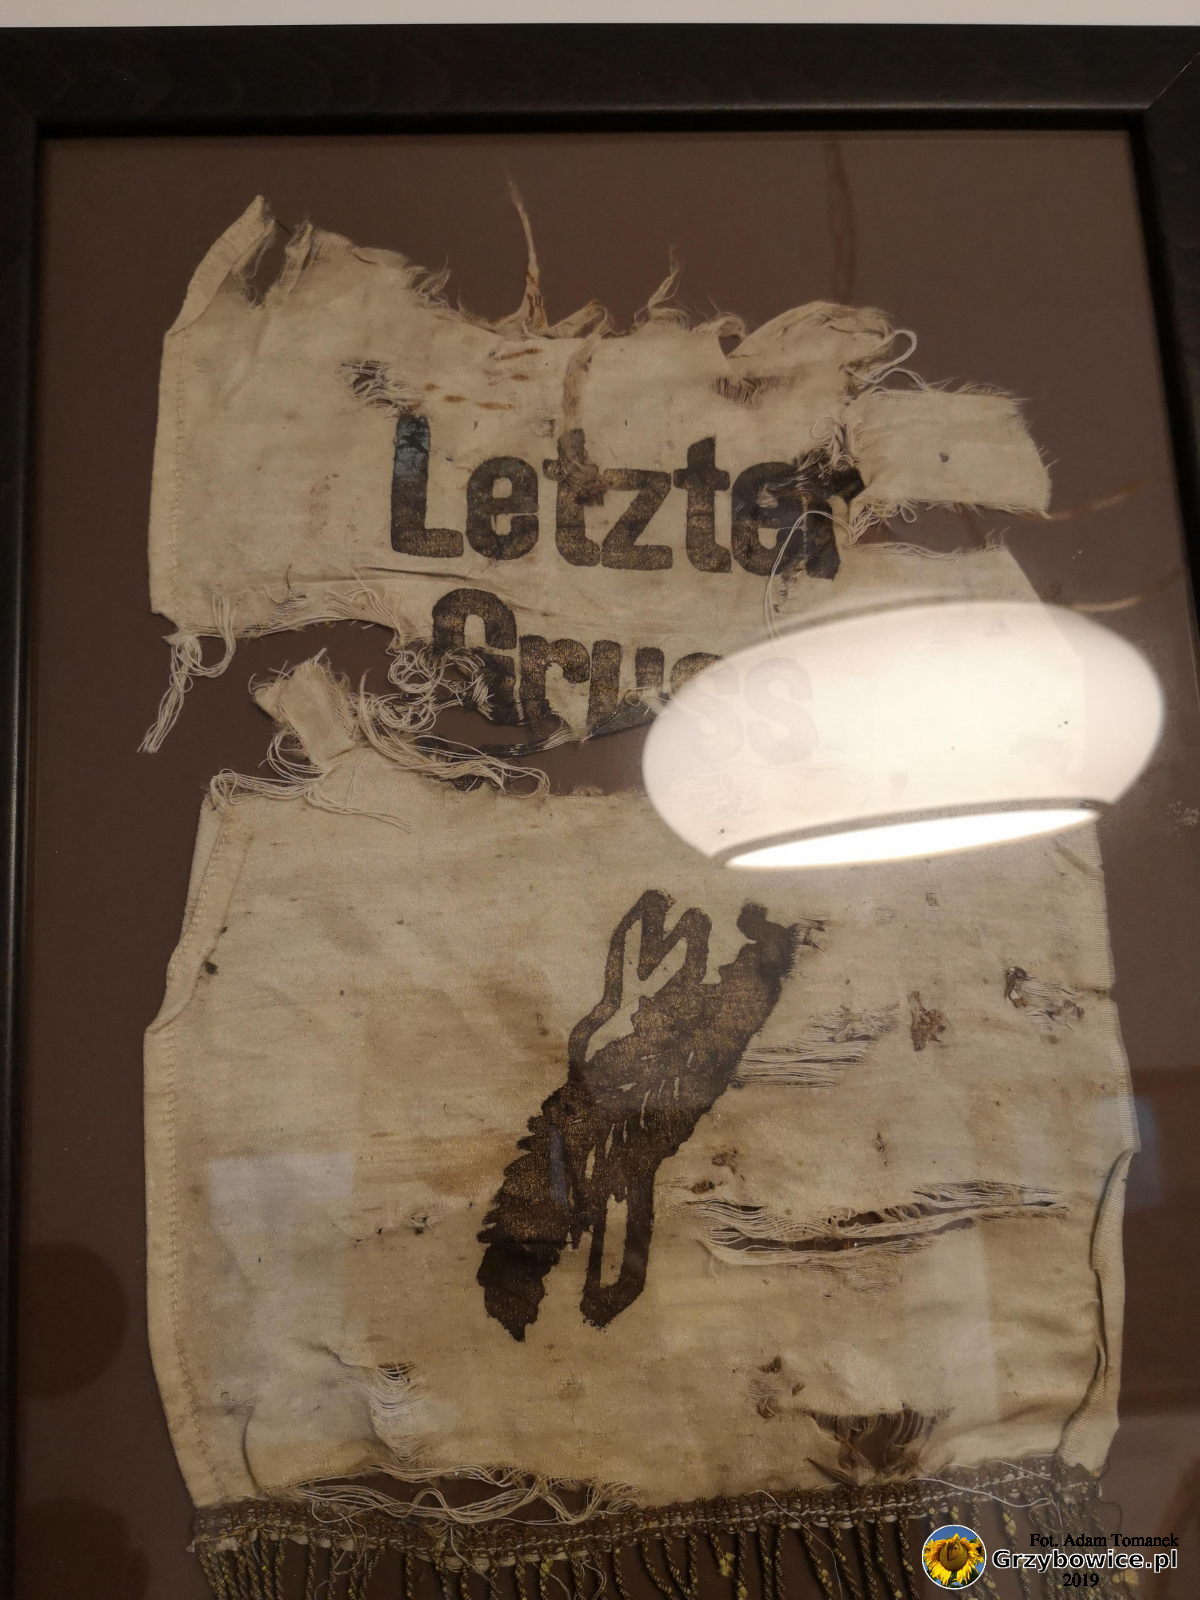 Letzter
Gruss
Fot. Adam Tomanek
Grzybowice.pl
2019